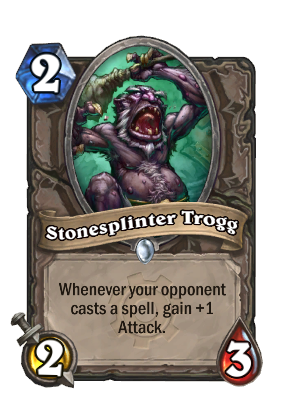 2
Stonesplinter Trogg
Whenever your opponent
casts a spell, gain +1
Attack.
2
3